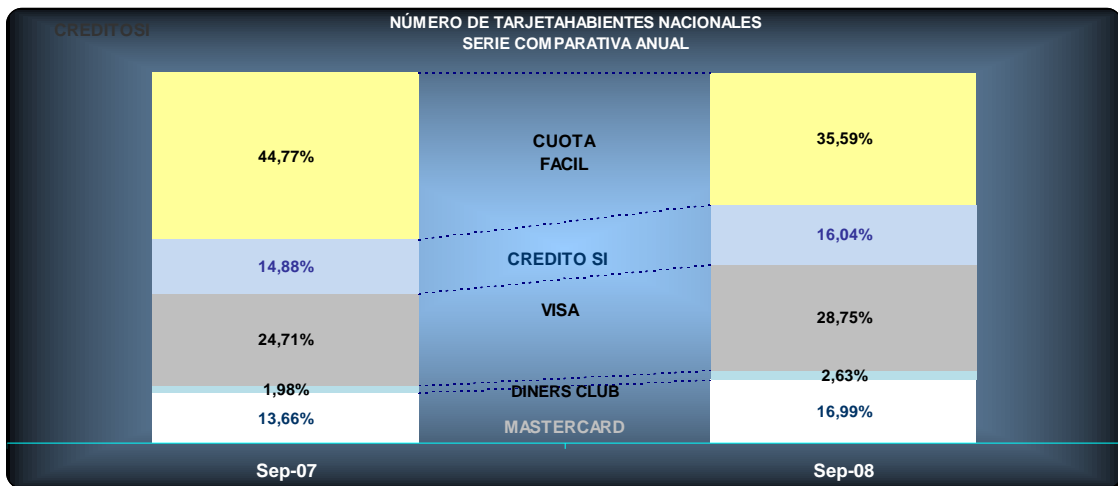 NÚMERO DE TARJETAHABIENTES NACIONALES
SERIE COMPARATIVA ANUAL
CREDITOSI
44,77%
CUOTA
FACIL
35,59%
14,88%
CREDITO SI
16,04%
24,71%
VISA
28,75%
1,98%
DINERS CLUB
2,63%
13,66%
MASTERCARD
16,99%
Sep-07
Sep-08